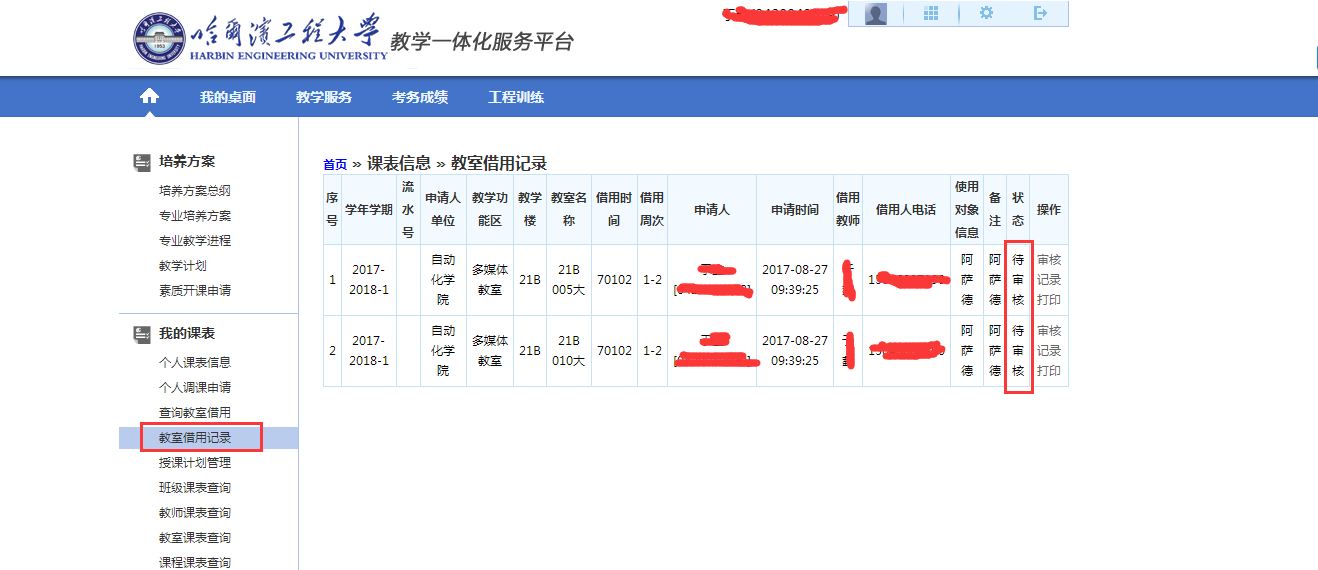 哈尔滨工程大学
HARBIN ENGINEERING UNIVERSITY
1953
教学一体化服务平台
我的桌面 教学服务 考务成绩 工程训练
培养方案
培养方案总纲
专业培养方案
专业教学进程
教学计划
素质开课申请
我的课表
个人课表信息
个人调课申请
查询教室借用
教室借用记录
授课计划管理
班级课表查询
教师课表查询
教室课表查询
课程课表查询
首页 » 课表信息 » 教室借用记录
序号 学年学期 流水号 申请人单位 教学功能区 教学楼 教室名称 借用时间 借用周次 申请人 申请时间 借用教师 借用人电话 使用对象信息 备注 状态 操作
1 2017-2018-1 自动化学院 多媒体教室 21B 21B 005大 70102 1-2 2017-08-27 09:39:25 阿萨德 阿萨德 待审核 审核记录 打印
2 2017-2018-1 自动化学院 多媒体教室 21B 21B 010大 70102 1-2 2017-08-27 09:39:25 阿萨德 阿萨德 待审核 审核记录 打印